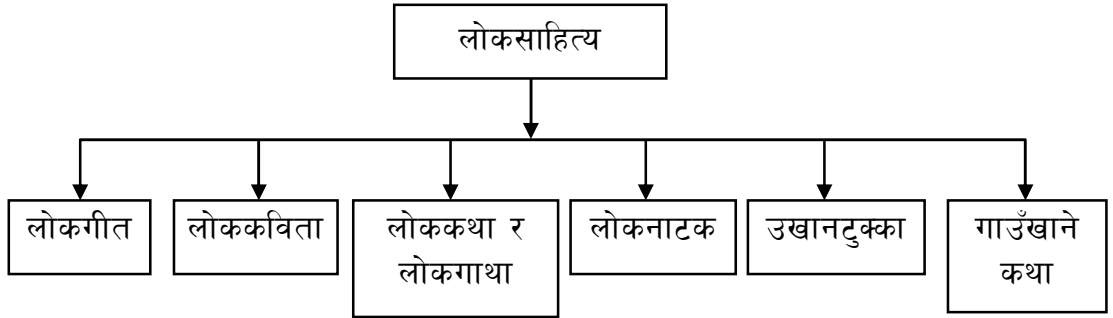 लोकसाहित्य
लोकगीत
लोककविता
लोककथा र
लोकगाथा
लोकनाटक
उखानटुक्का
गाउँखाने
कथा